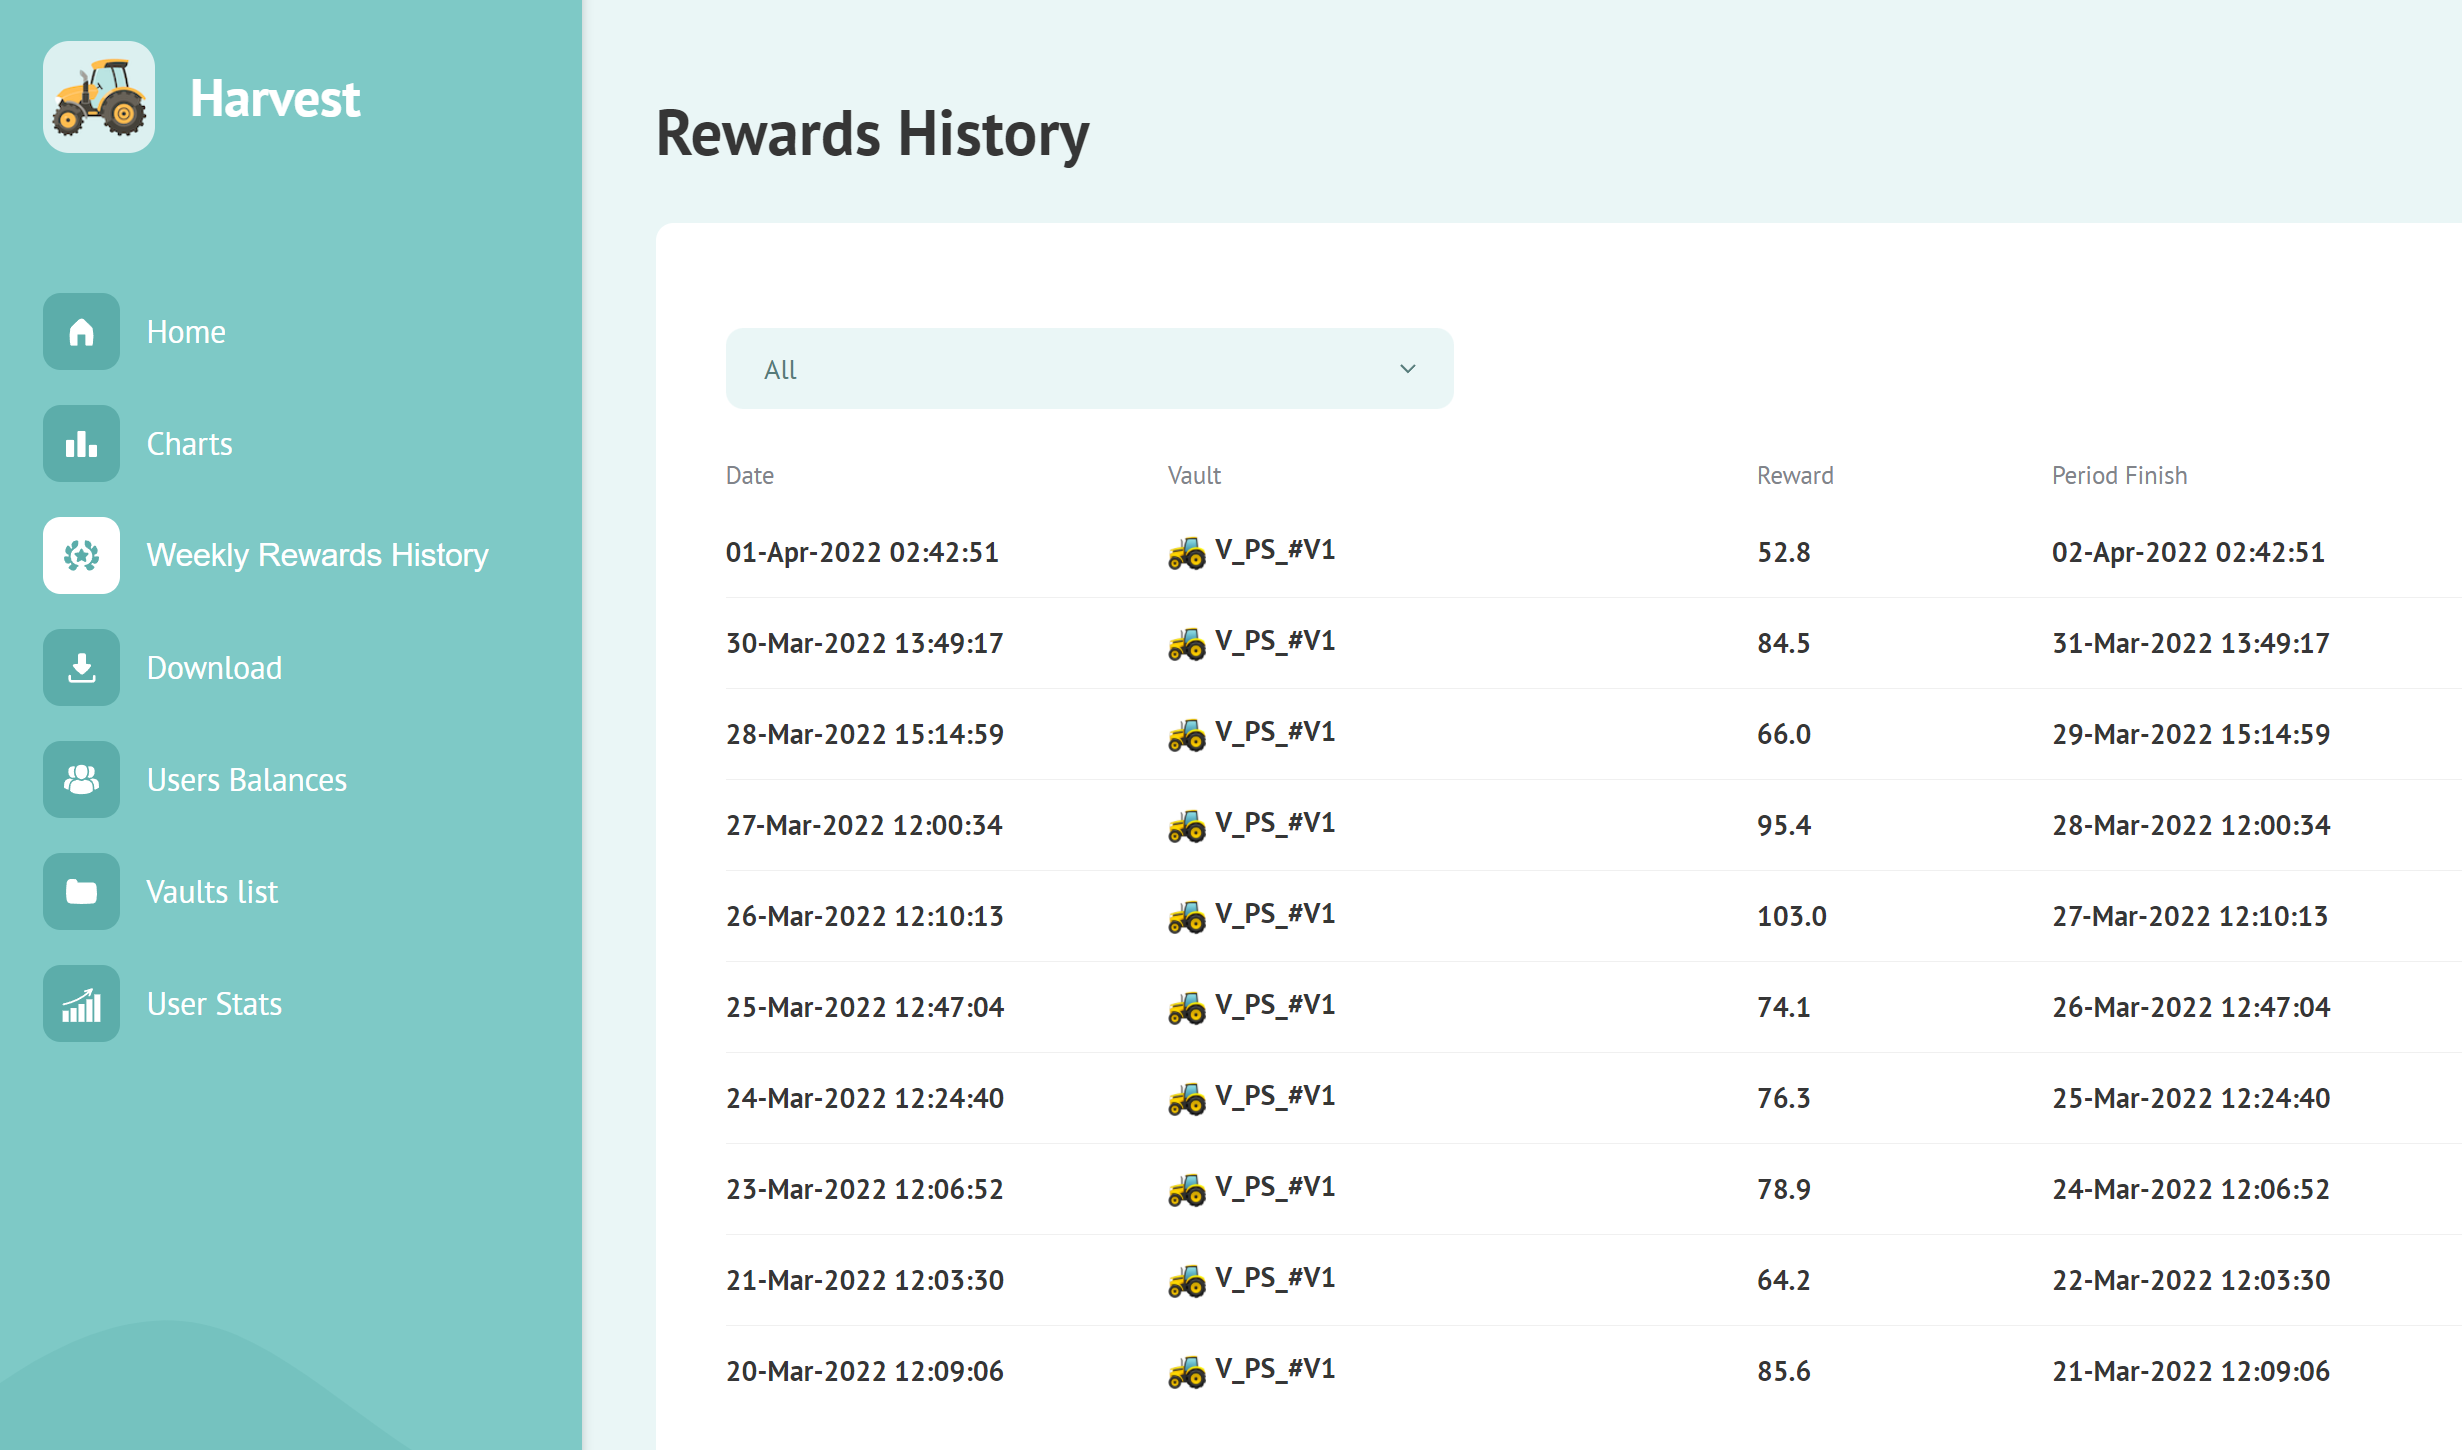 Harvest
Home
Charts
Weekly Rewards History
Download
Users Balances
Vaults list
User Stats
Rewards History
All
Date Vault Reward Period Finish
01-Apr-2022 02:42:51 V_PS_#V1 52.8 02-Apr-2022 02:42:51
30-Mar-2022 13:49:17 V_PS_#V1 84.5 31-Mar-2022 13:49:17
28-Mar-2022 15:14:59 V_PS_#V1 66.0 29-Mar-2022 15:14:59
27-Mar-2022 12:00:34 V_PS_#V1 95.4 28-Mar-2022 12:00:34
26-Mar-2022 12:10:13 V_PS_#V1 103.0 27-Mar-2022 12:10:13
25-Mar-2022 12:47:04 V_PS_#V1 74.1 26-Mar-2022 12:47:04
24-Mar-2022 12:24:40 V_PS_#V1 76.3 25-Mar-2022 12:24:40
23-Mar-2022 12:06:52 V_PS_#V1 78.9 24-Mar-2022 12:06:52
21-Mar-2022 12:03:30 V_PS_#V1 64.2 22-Mar-2022 12:03:30
20-Mar-2022 12:09:06 V_PS_#V1 85.6 21-Mar-2022 12:09:06